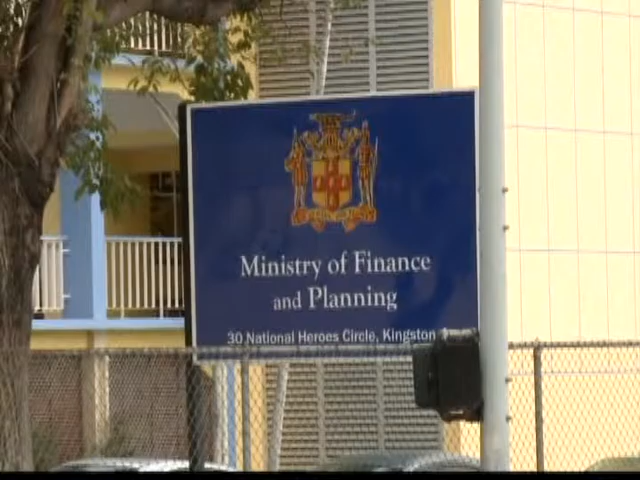 Ministry of Finance
and Planning
30 National Heroes Circle, Kingston